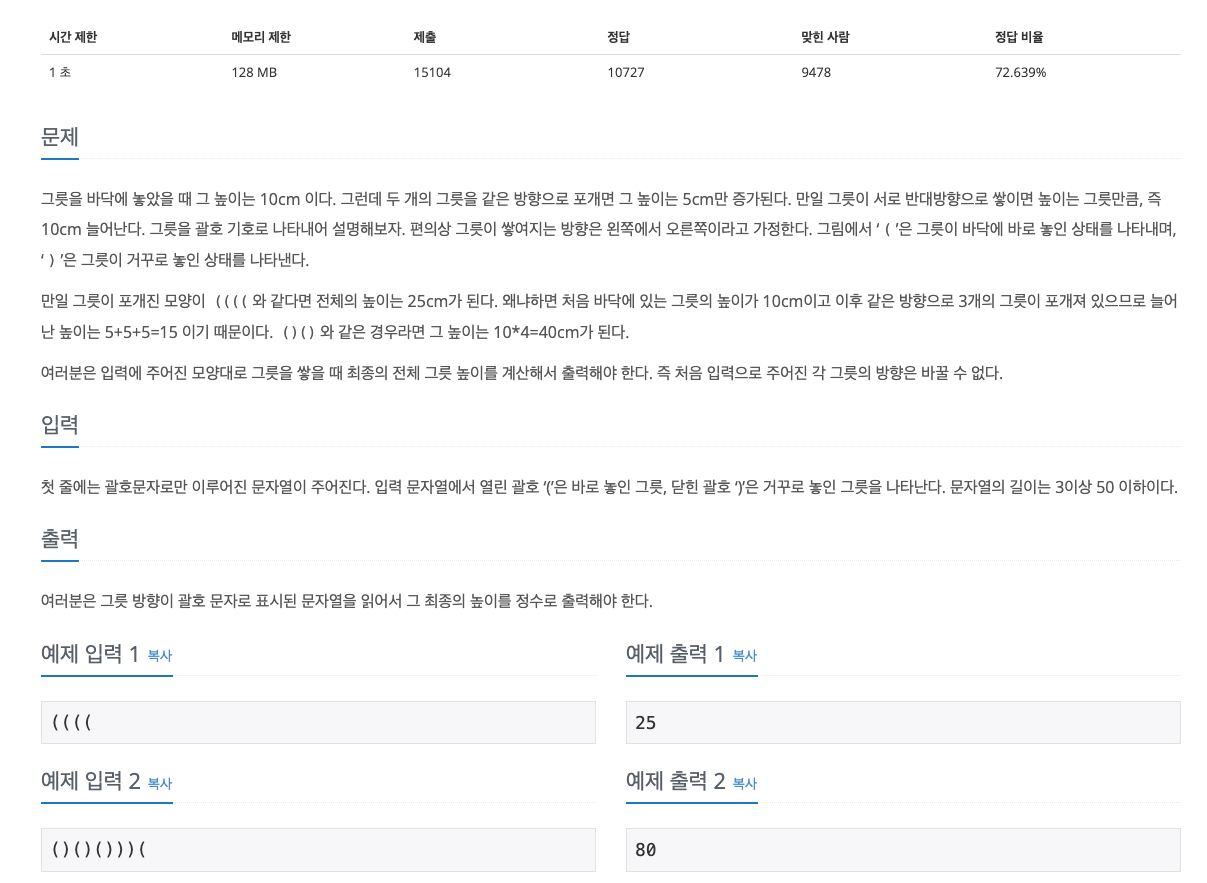 시간 제한 메모리 제한 제출 정답 맞힌 사람 정답 비율
1 초 128 MB 15104 10727 9478 72.639%
문제
그릇을 바닥에 놓았을 때 그 높이는 10cm 이다. 그런데 두 개의 그릇을 같은 방향으로 포개면 그 높이는 5cm만 증가된다. 만일 그릇이 서로 반대방향으로 쌓이면 높이는 그릇만큼, 즉
10cm 늘어난다. 그릇을 괄호 기호로 나타내어 설명해보자. 편의상 그릇이 쌓여지는 방향은 왼쪽에서 오른쪽이라고 가정한다. 그림에서 ‘(’은 그릇이 바닥에 바로 놓인 상태를 나타내며,
‘)’은 그릇이 거꾸로 놓인 상태를 나타낸다.
만일 그릇이 포개진 모양이 ((((와 같다면 전체의 높이는 25cm가 된다. 왜냐하면 처음 바닥에 있는 그릇의 높이가 10cm이고 이후 같은 방향으로 3개의 그릇이 포개져 있으므로 늘어
난 높이는 5+5+5=15 이기 때문이다. ()()와 같은 경우라면 그 높이는 10*4=40cm가 된다.
여러분은 입력에 주어진 모양대로 그릇을 쌓을 때 최종의 전체 그릇 높이를 계산해서 출력해야 한다. 즉 처음 입력으로 주어진 각 그릇의 방향은 바꿀 수 없다.
입력
첫 줄에는 괄호문자로만 이루어진 문자열이 주어진다. 입력 문자열에서 열린 괄호 ‘(’은 바로 놓인 그릇, 닫힌 괄호 ‘)’은 거꾸로 놓인 그릇을 나타난다. 문자열의 길이는 3이상 50 이하이다.
출력
여러분은 그릇 방향이 괄호 문자로 표시된 문자열을 읽어서 그 최종의 높이를 정수로 출력해야 한다.
예제 입력 1 복사 예제 출력 1 복사
(((( 25
예제 입력 2 복사 예제 출력 2 복사
()()()))( 80